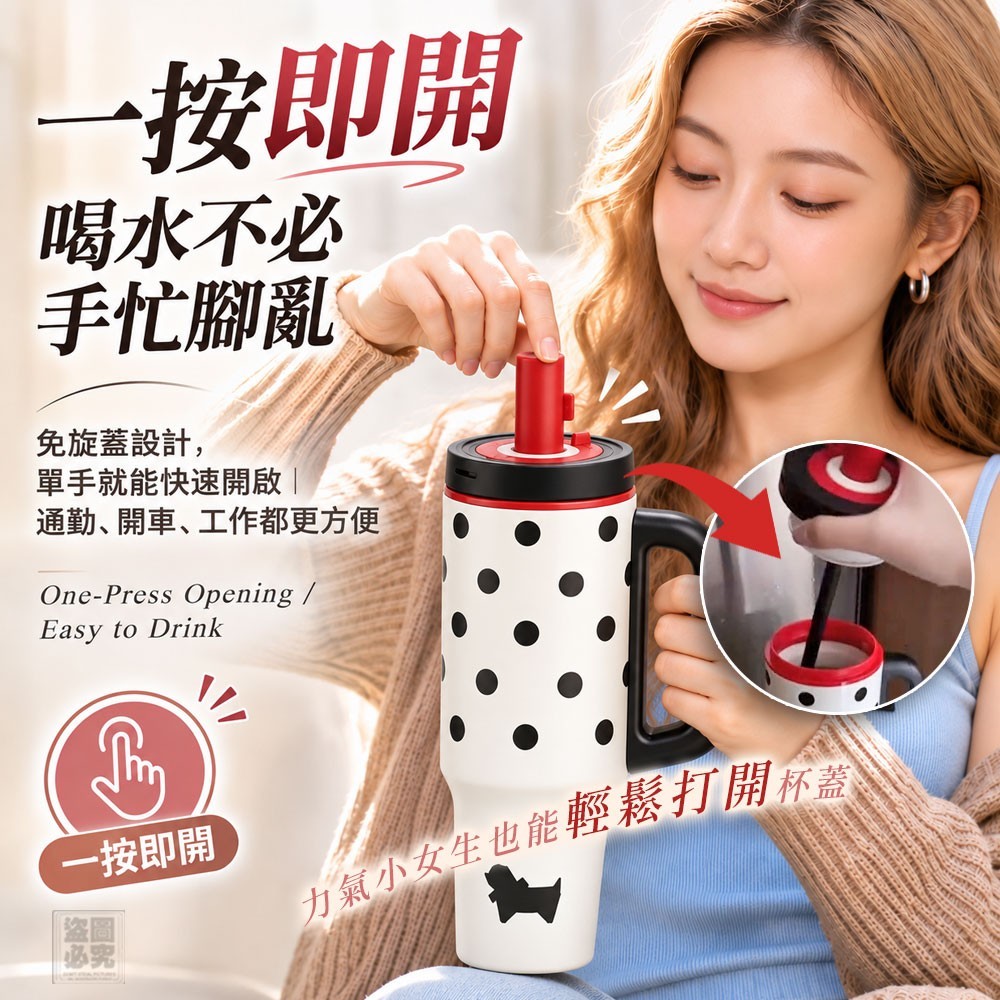 一按即開
喝水不必
手忙腳亂
免旋蓋設計,
單手就能快速開啟|
通勤、開車、工作都更方便
One-Press Opening /
Easy to Drink
一按即開
力氣小女生也能輕鬆打開杯蓋
盜圖
必究